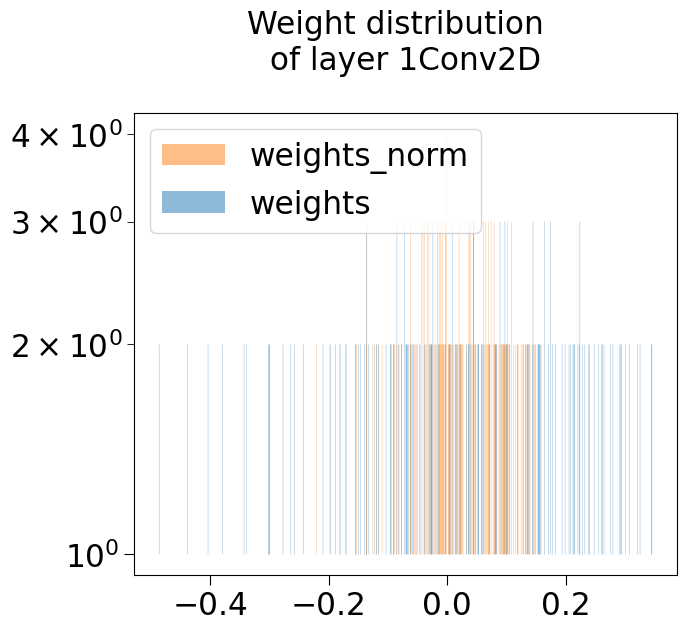 Weight distribution
of layer 1Conv2D
4 × 10⁰
weights_norm
weights
3 × 10⁰
2 × 10⁰
10⁰
−0.4 −0.2 0.0 0.2